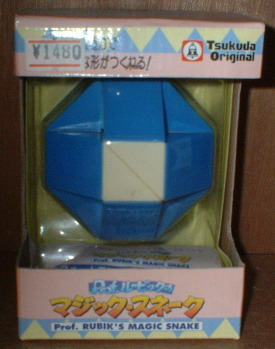 ¥1480
形がつくれる!
Tsukuda
Original
マジック・スネーク
Prof. RUBIK'S MAGIC SNAKE